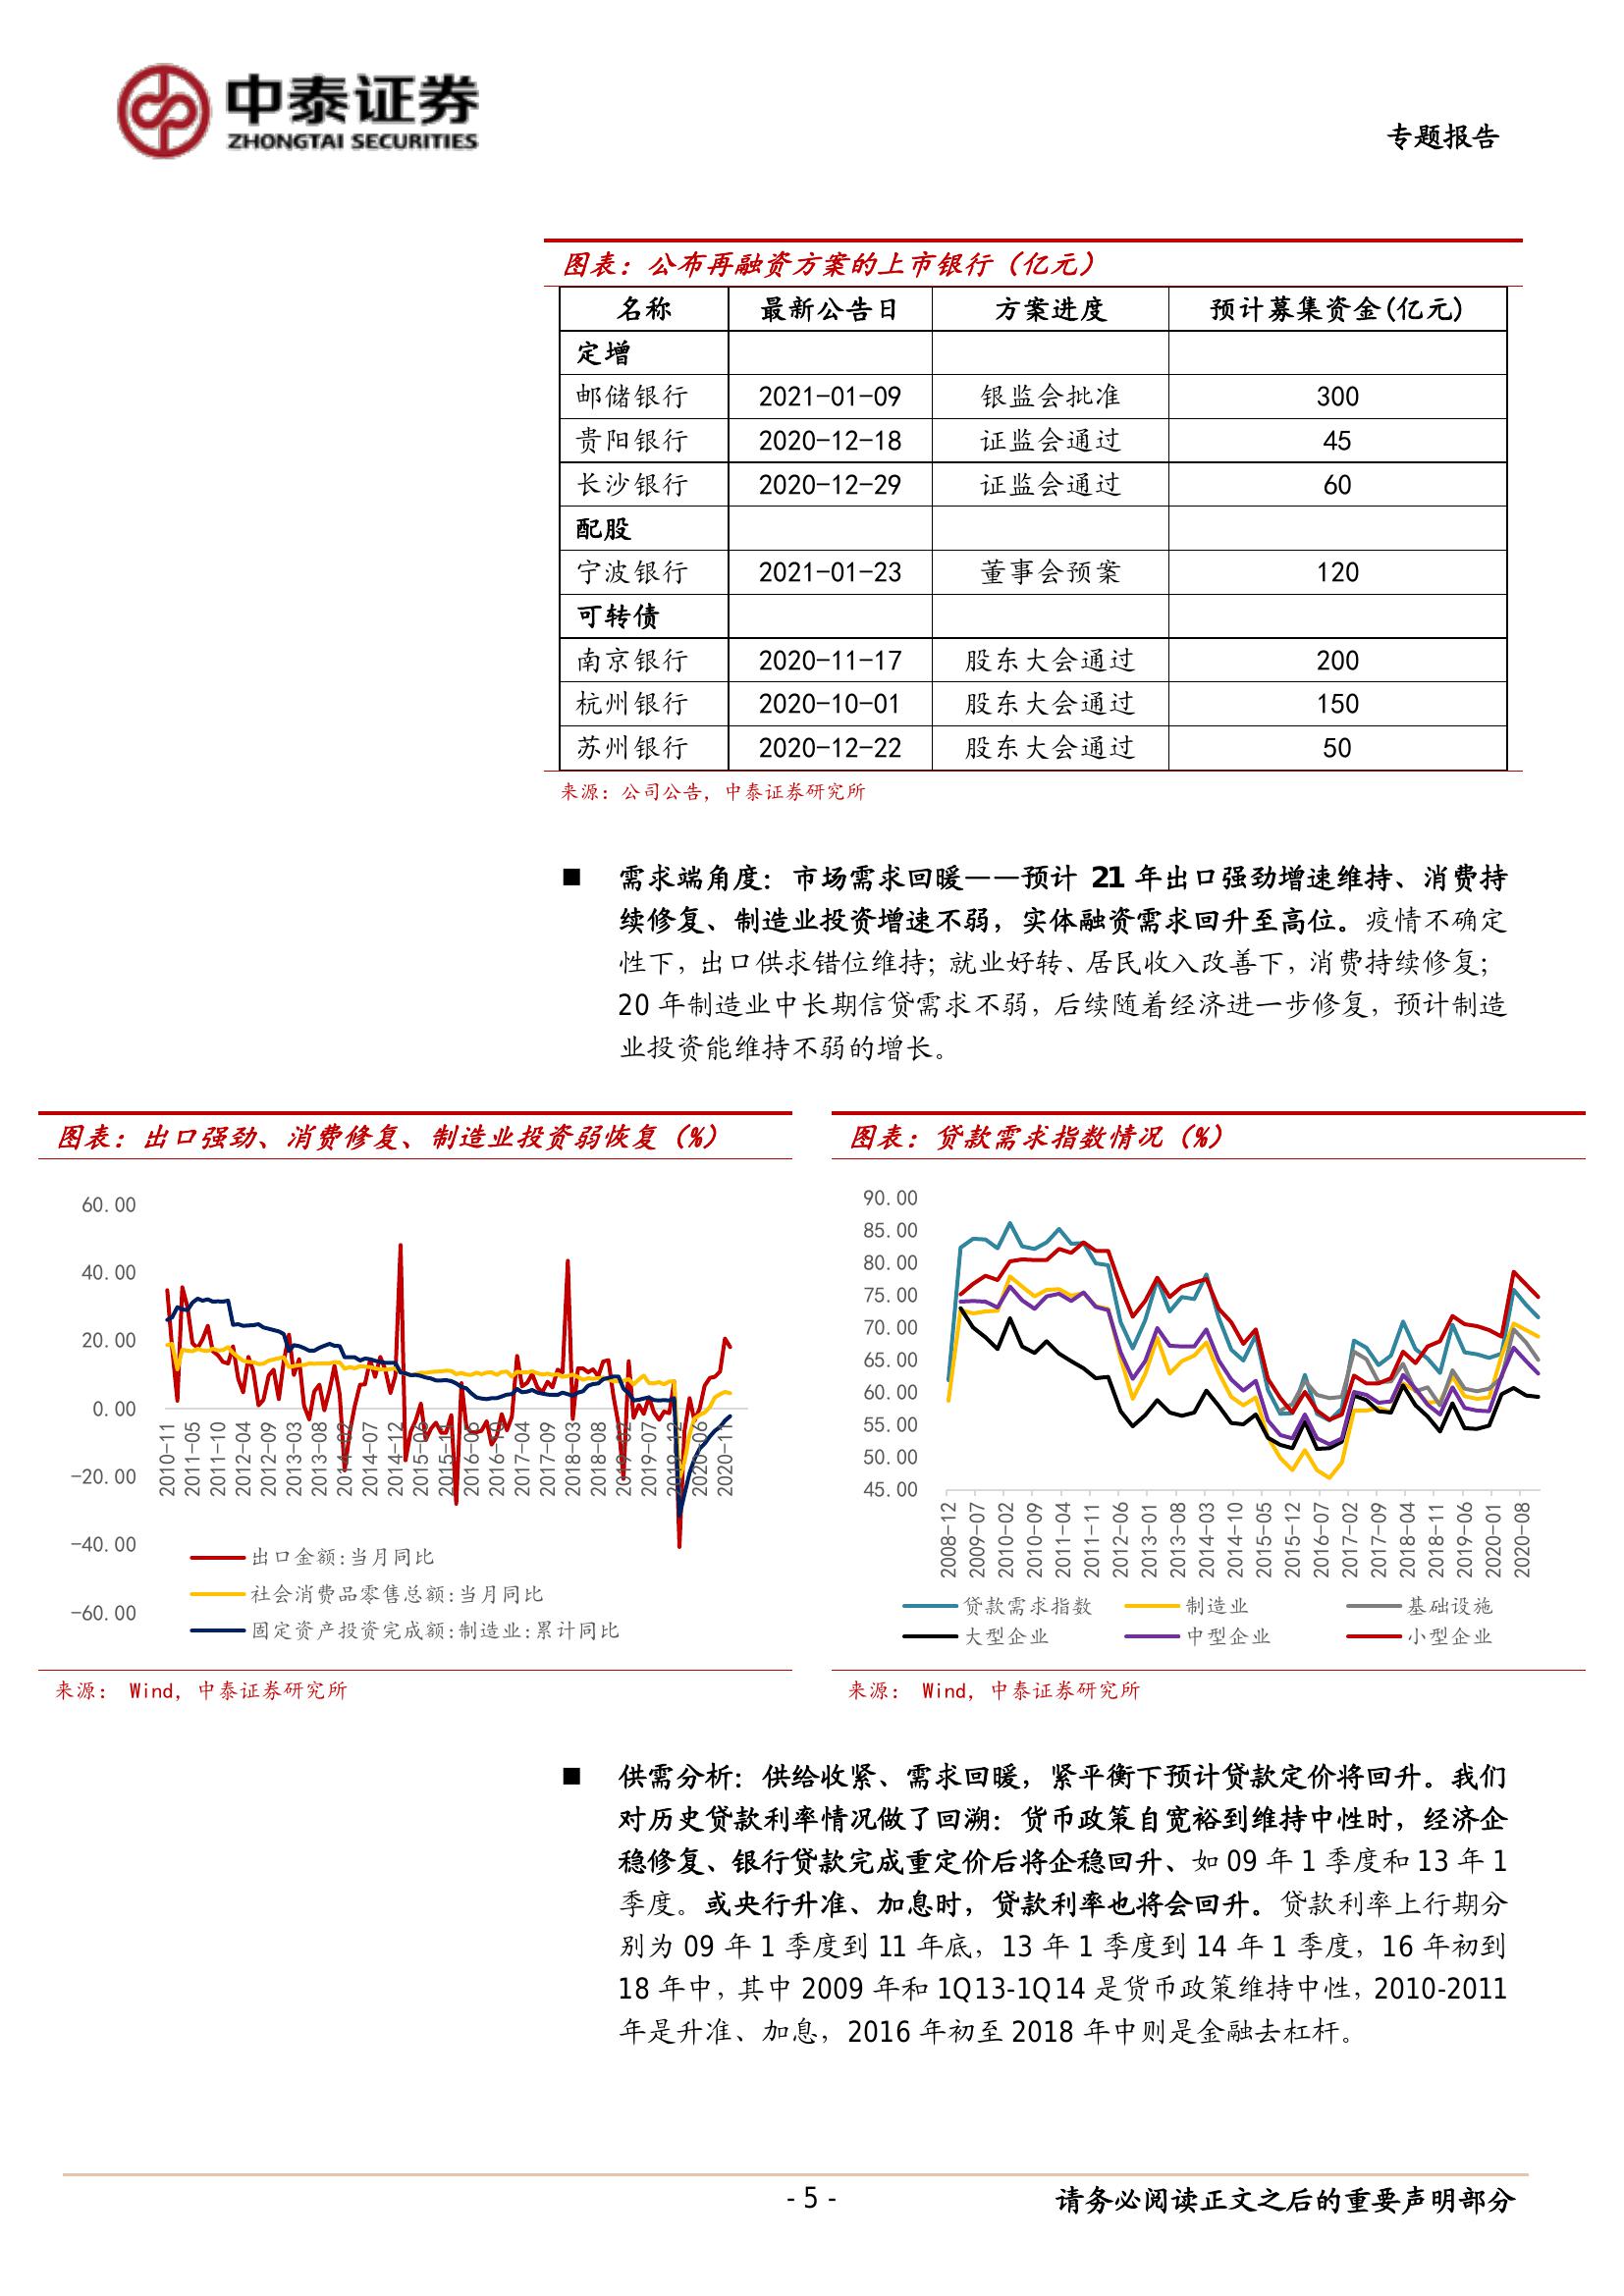 中泰证券
ZHONGTAI SECURITIES
专题报告
图表：公布再融资方案的上市银行（亿元）
名称 最新公告日 方案进度 预计募集资金(亿元)
定增
邮储银行 2021-01-09 银监会批准 300
贵阳银行 2020-12-18 证监会通过 45
长沙银行 2020-12-29 证监会通过 60
配股
宁波银行 2021-01-23 董事会预案 120
可转债
南京银行 2020-11-17 股东大会通过 200
杭州银行 2020-10-01 股东大会通过 150
苏州银行 2020-12-22 股东大会通过 50
来源：公司公告，中泰证券研究所
■ 需求端角度：市场需求回暖——预计 21 年出口强劲增速维持、消费持
续修复、制造业投资增速不弱，实体融资需求回升至高位。疫情不确定
性下，出口供求错位维持；就业好转、居民收入改善下，消费持续修复；
20 年制造业中长期信贷需求不弱，后续随着经济进一步修复，预计制造
业投资能维持不弱的增长。
图表：出口强劲、消费修复、制造业投资弱恢复（%）
60.00
40.00
20.00
0.00
-20.00
-40.00
-60.00
2010-11 2011-05 2011-10 2012-04 2012-09 2013-03 2013-08 2014-02 2014-07 2014-12 2015-06 2015-11 2016-05 2016-10 2017-04 2017-09 2018-03 2018-08 2019-02 2019-07 2019-12 2020-06 2020-11
出口金额:当月同比
社会消费品零售总额:当月同比
固定资产投资完成额:制造业:累计同比
来源： Wind，中泰证券研究所
图表：贷款需求指数情况（%）
90.00
85.00
80.00
75.00
70.00
65.00
60.00
55.00
50.00
45.00
2008-12 2009-07 2010-02 2010-09 2011-04 2011-11 2012-06 2013-01 2013-08 2014-03 2014-10 2015-05 2015-12 2016-07 2017-02 2017-09 2018-04 2018-11 2019-06 2020-01 2020-08
贷款需求指数 制造业 基础设施
大型企业 中型企业 小型企业
来源： Wind，中泰证券研究所
■ 供需分析：供给收紧、需求回暖，紧平衡下预计贷款定价将回升。我们
对历史贷款利率情况做了回溯：货币政策自宽裕到维持中性时，经济企
稳修复、银行贷款完成重定价后将企稳回升、如 09 年 1 季度和 13 年 1
季度。或央行升准、加息时，贷款利率也将会回升。贷款利率上行期分
别为 09 年 1 季度到 11 年底，13 年 1 季度到 14 年 1 季度，16 年初到
18 年中，其中 2009 年和 1Q13-1Q14 是货币政策维持中性，2010-2011
年是升准、加息，2016 年初至 2018 年中则是金融去杠杆。
- 5 -
请务必阅读正文之后的重要声明部分